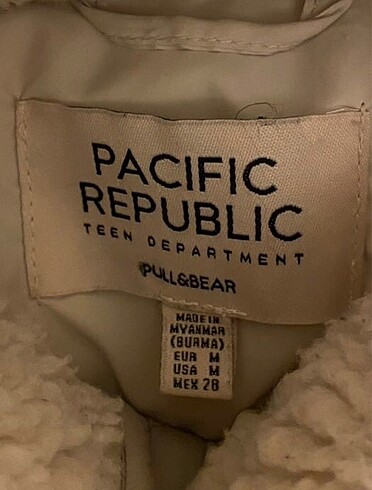 PACIFIC
REPUBLIC
TEEN DEPARTMENT
PULL&BEAR
MADE IN
MYANMAR
(BURMA)
EUR M
USA M
MEX 28